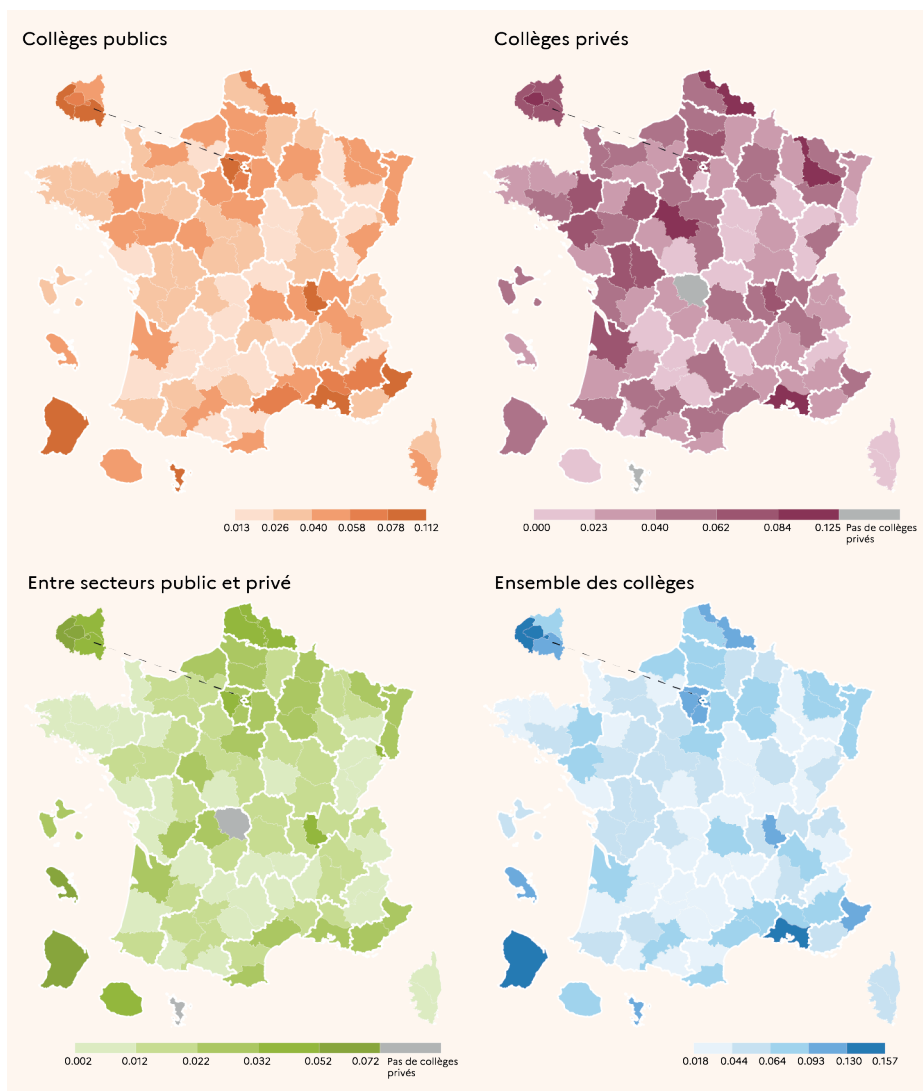 Collèges publics
Collèges privés
0.013 0.026 0.040 0.058 0.078 0.112
0.000 0.023 0.040 0.062 0.084 0.125 Pas de collèges
privés
Entre secteurs public et privé
Ensemble des collèges
0.002 0.012 0.022 0.032 0.052 0.072 Pas de collèges
privés
0.018 0.044 0.064 0.093 0.130 0.157